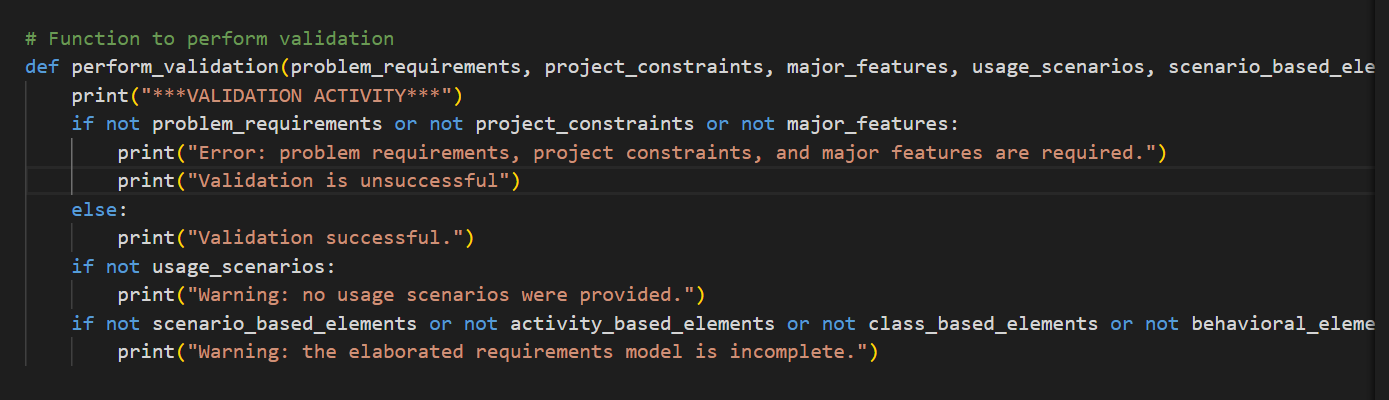 # Function to perform validation
def perform_validation(problem_requirements, project_constraints, major_features, usage_scenarios, scenario_based_ele
    print("***VALIDATION ACTIVITY***")
    if not problem_requirements or not project_constraints or not major_features:
        print("Error: problem requirements, project constraints, and major features are required.")
        print("Validation is unsuccessful")
    else:
        print("Validation successful.")
    if not usage_scenarios:
        print("Warning: no usage scenarios were provided.")
    if not scenario_based_elements or not activity_based_elements or not class_based_elements or not behavioral_eleme
        print("Warning: the elaborated requirements model is incomplete.")